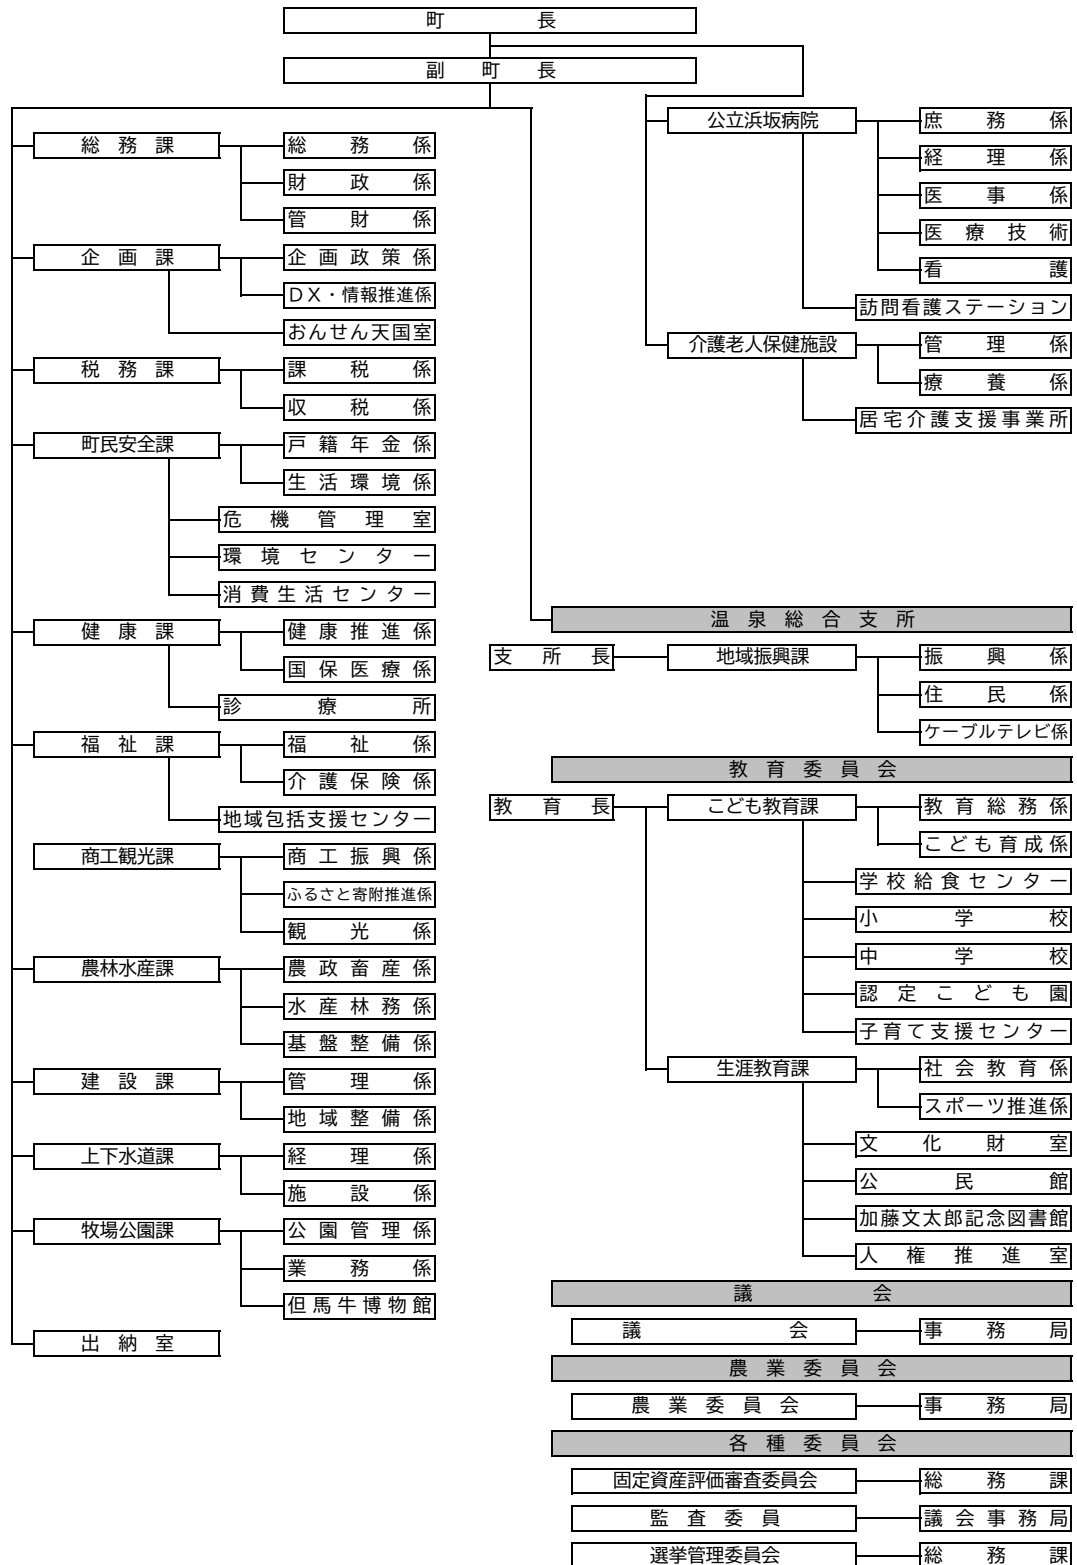 町長
副町長
総務課
総務係
財政係
管財係
企画課
企画政策係
DX・情報推進係
おんせん天国室
税務課
課税係
収税係
町民安全課
戸籍年金係
生活環境係
危機管理室
環境センター
消費生活センター
健康課
健康推進係
国保医療係
診療所
福祉課
福祉係
介護保険係
地域包括支援センター
商工観光課
商工振興係
ふるさと寄附推進係
観光係
農林水産課
農政畜産係
水産林務係
基盤整備係
建設課
管理係
地域整備係
上下水道課
経理係
施設係
牧場公園課
公園管理係
業務係
但馬牛博物館
出納室
公立浜坂病院
庶務係
経理係
医事係
医療技術
看護
訪問看護ステーション
介護老人保健施設
管理係
療養係
居宅介護支援事業所
温泉総合支所
支所長
地域振興課
振興係
住民係
ケーブルテレビ係
教育委員会
教育長
こども教育課
教育総務係
こども育成係
学校給食センター
小学校
中学校
認定こども園
子育て支援センター
生涯教育課
社会教育係
スポーツ推進係
文化財室
公民館
加藤文太郎記念図書館
人権推進室
議会
議会
事務局
農業委員会
農業委員会
事務局
各種委員会
固定資産評価審査委員会
総務課
監査委員
議会事務局
選挙管理委員会
総務課